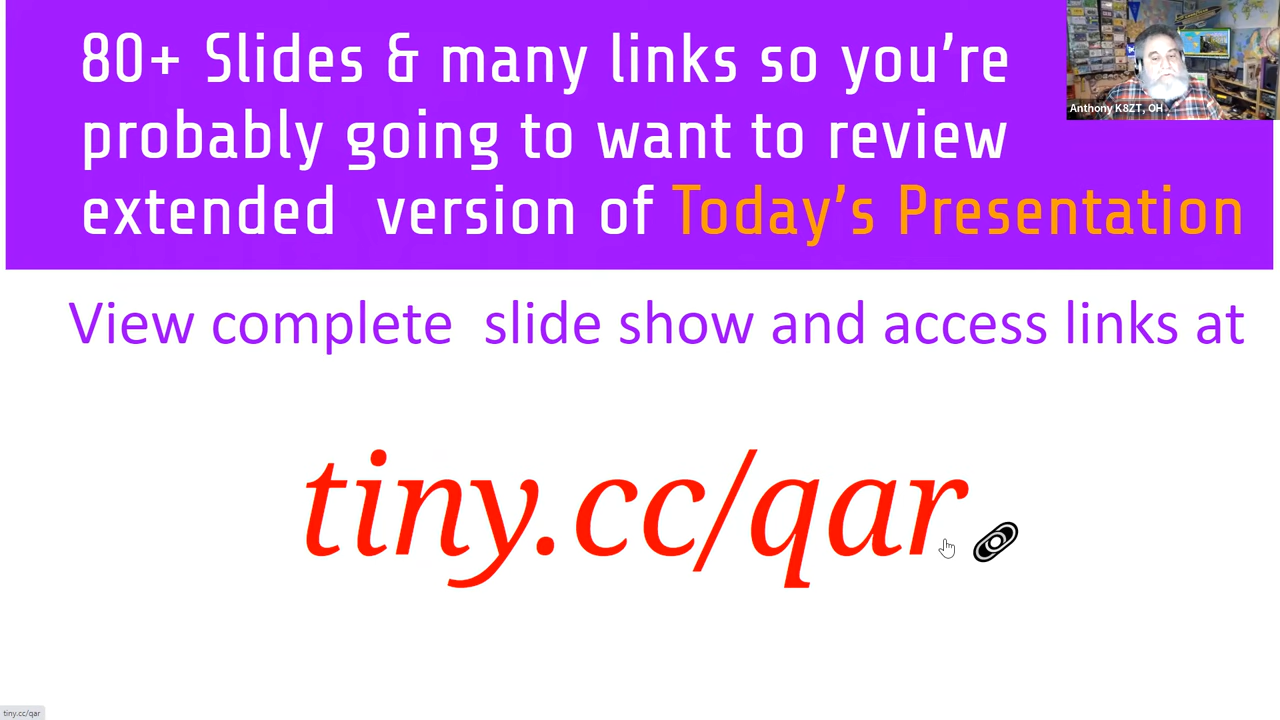 80+ Slides & many links so you’re
probably going to want to review
extended version of Today’s Presentation
Anthony K8ZT, OH
View complete slide show and access links at
tiny.cc/qar
tiny.cc/qar